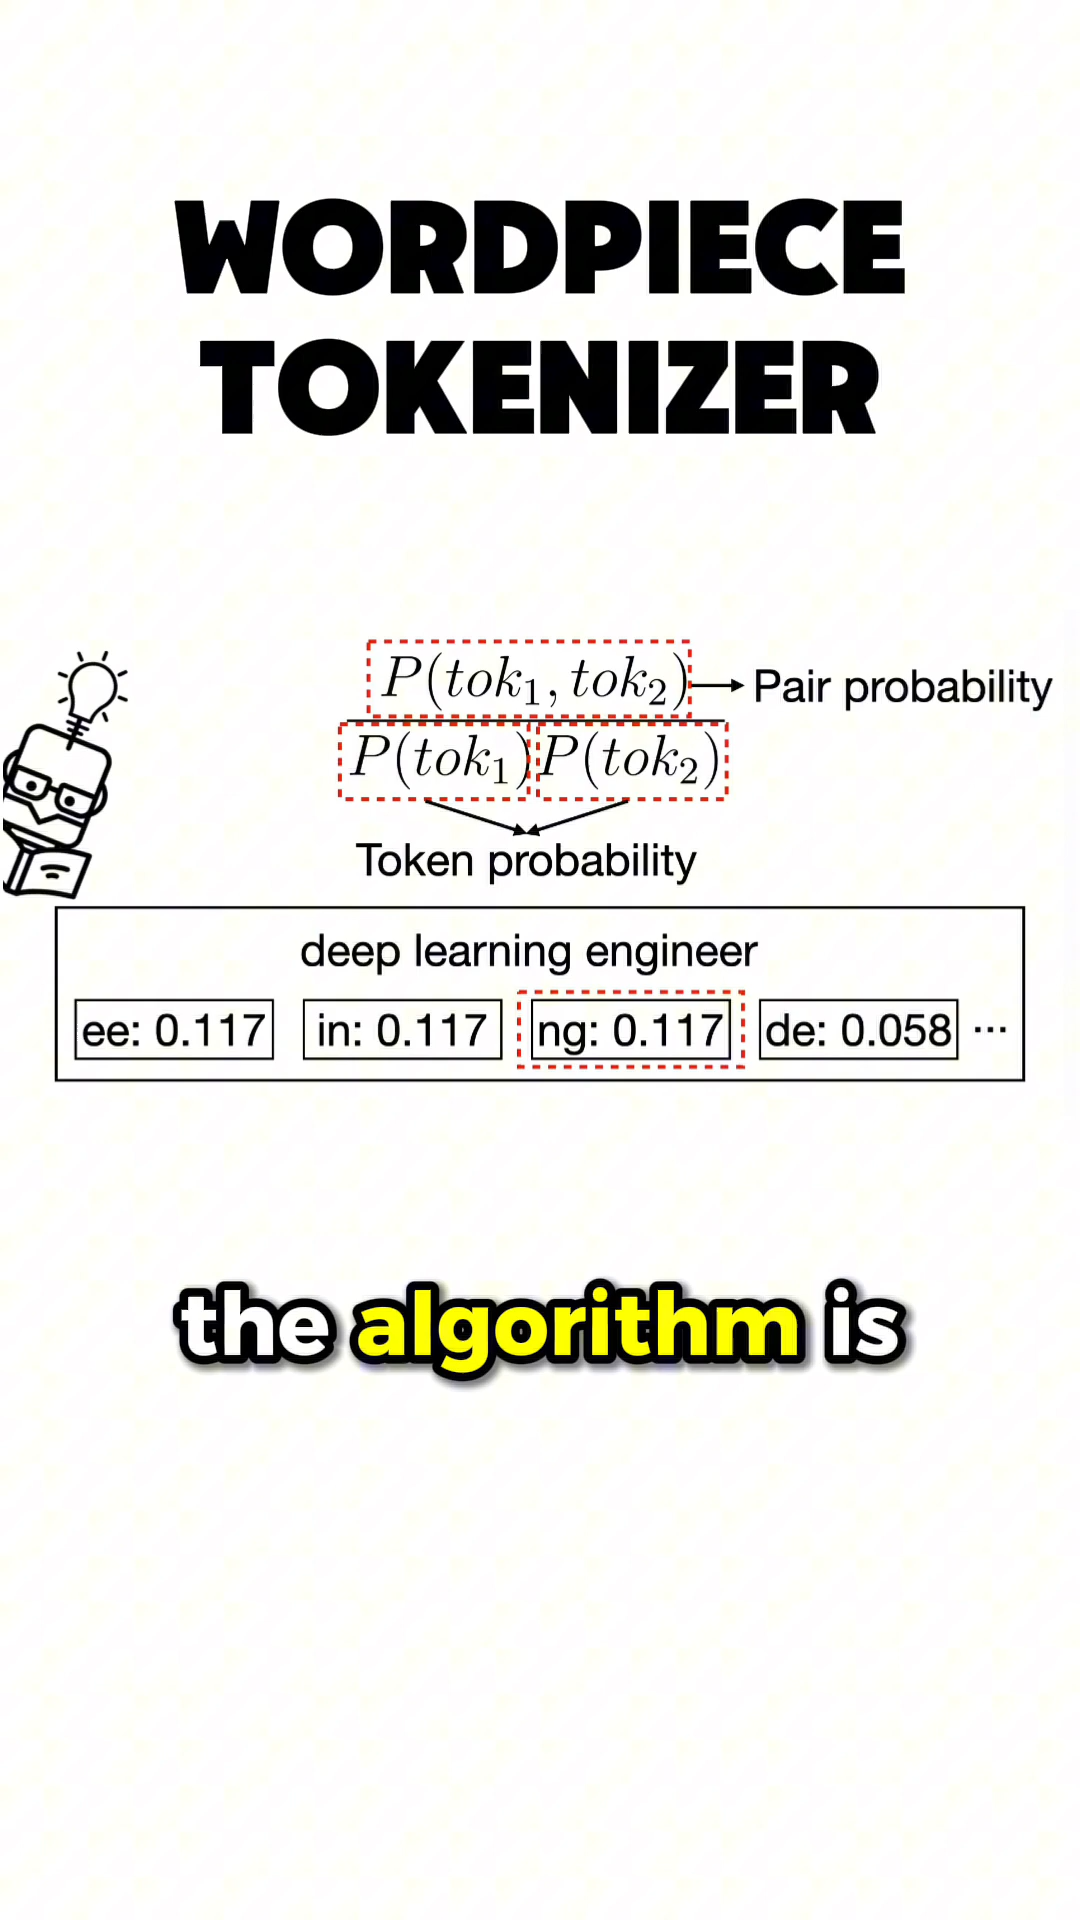 WORDPIECE
TOKENIZER
P(tok₁, tok₂) Pair probability
P(tok₁) P(tok₂)
Token probability
deep learning engineer
ee: 0.117 in: 0.117 ng: 0.117 de: 0.058 ...
the algorithm is